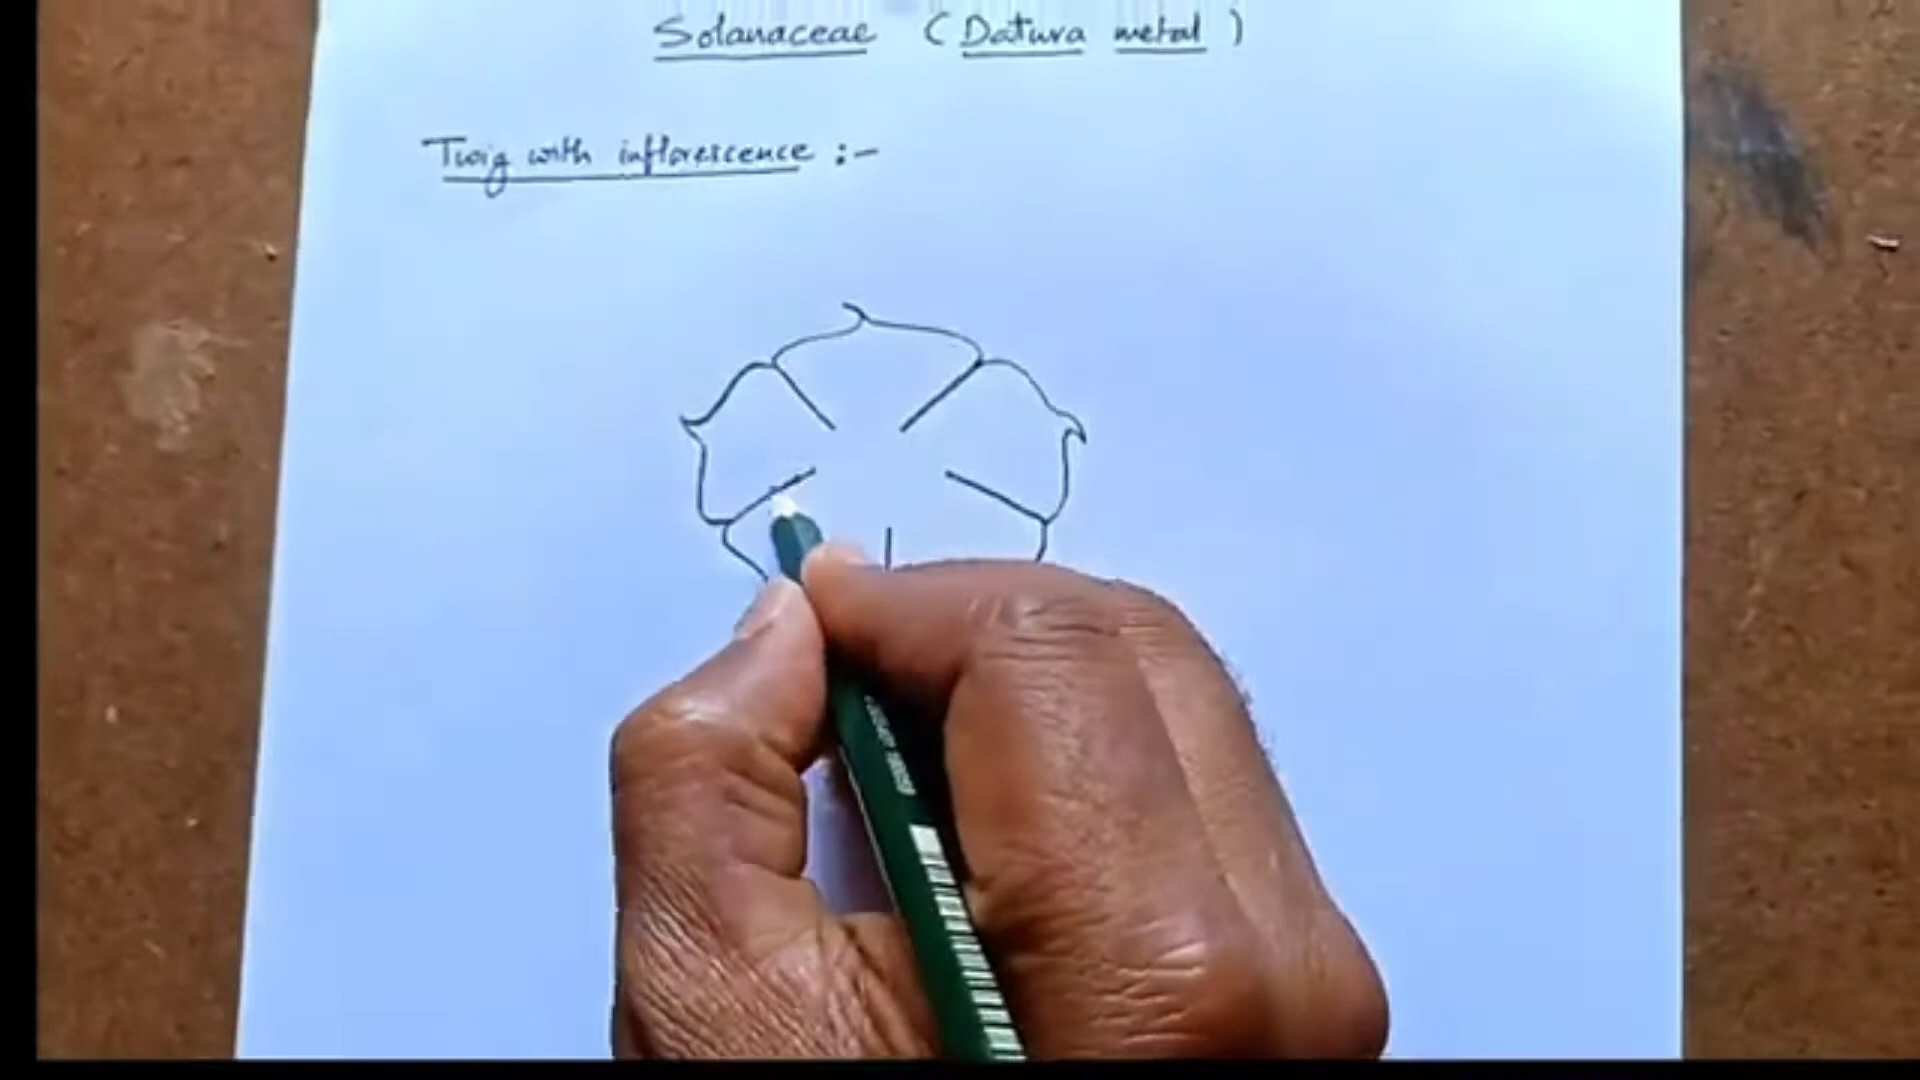 Solanaceae (Datura metal)
Twig with inflorescence :-